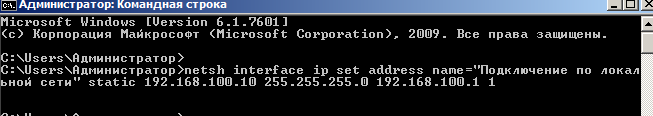 Администратор: Командная строка
Microsoft Windows [Version 6.1.7601]
(c) Корпорация Майкрософт (Microsoft Corporation), 2009. Все права защищены.
C:\Users\Администратор>
C:\Users\Администратор>netsh interface ip set address name="Подключение по локал
ьной сети" static 192.168.100.10 255.255.255.0 192.168.100.1 1
C:\Users\Администратор>